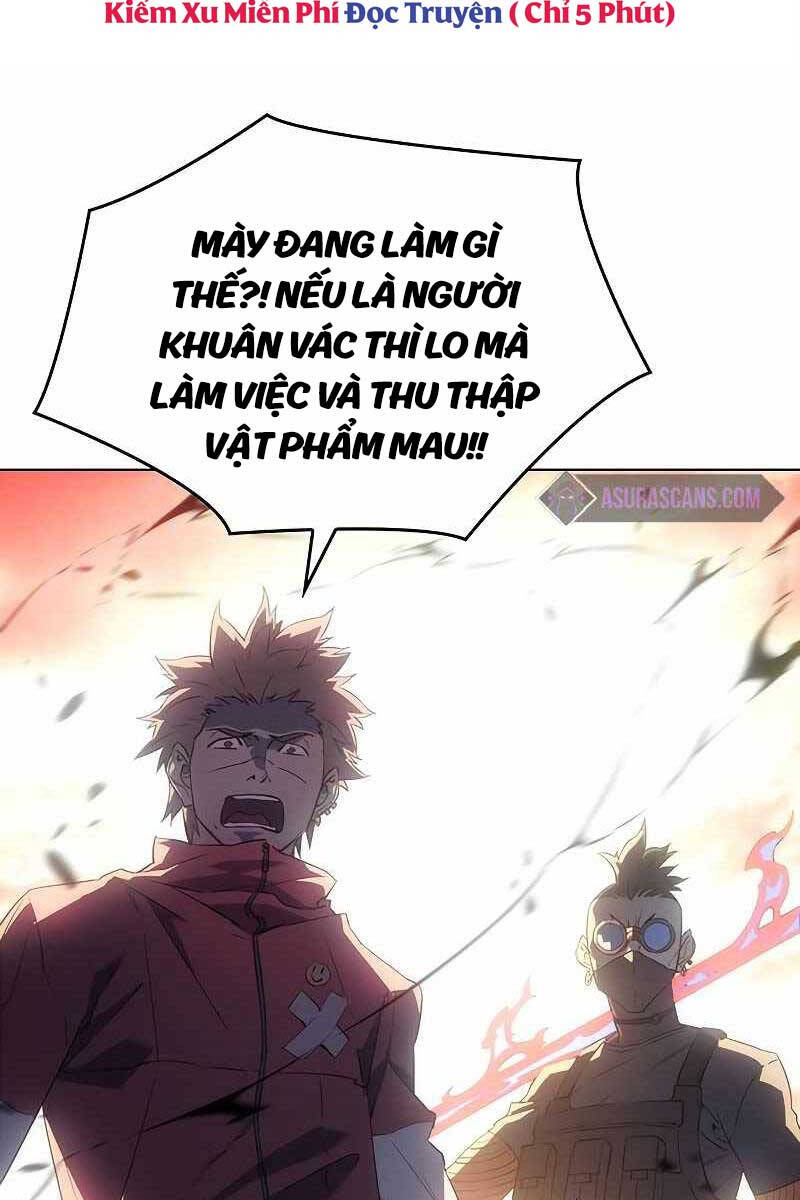 Kiếm Xu Miễn Phí Đọc Truyện ( Chỉ 5 Phút)
MÀY ĐANG LÀM GÌ
THẾ?! NẾU LÀ NGƯỜI
KHUÂN VÁC THÌ LO MÀ
LÀM VIỆC VÀ THU THẬP
VẬT PHẨM MAU!!
ASURASCANS.COM